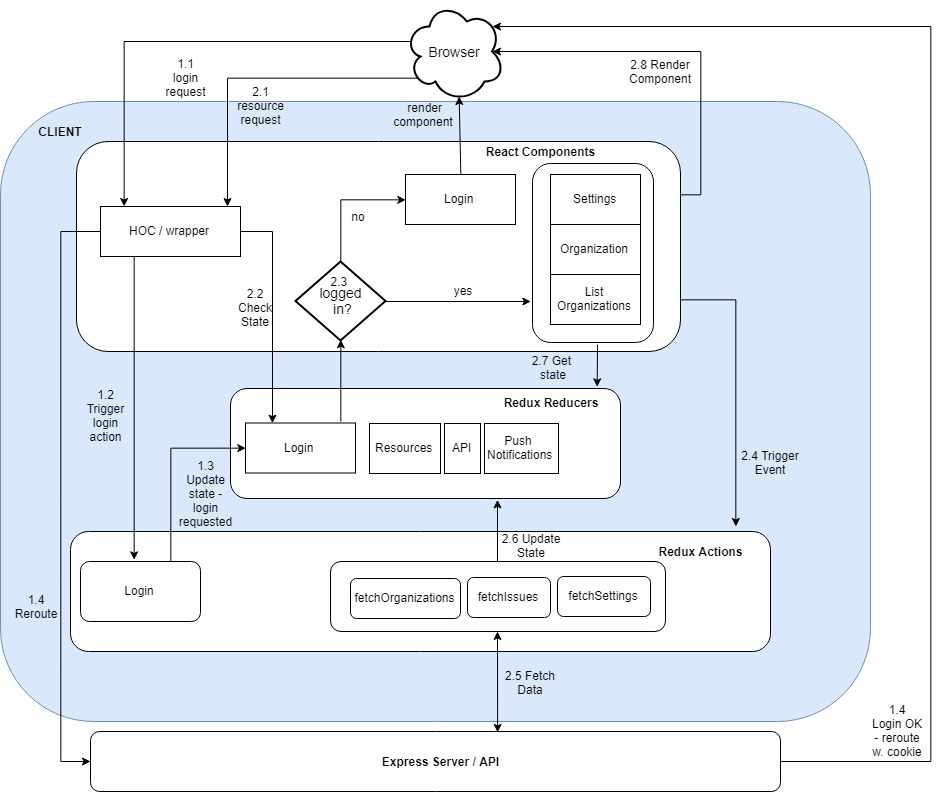 Browser
1.1
login
request
2.1
resource
request
render
component
2.8 Render
Component
CLIENT
React Components
HOC / wrapper
Login
Settings
Organization
List
Organizations
no
2.3
logged
in?
yes
2.2
Check
State
2.7 Get
state
1.2
Trigger
login
action
Redux Reducers
Login
Resources
API
Push
Notifications
1.3
Update
state -
login
requested
2.4 Trigger
Event
2.6 Update
State
Redux Actions
Login
fetchOrganizations
fetchIssues
fetchSettings
1.4
Reroute
2.5 Fetch
Data
1.4
Login OK
- reroute
w. cookie
Express Server / API